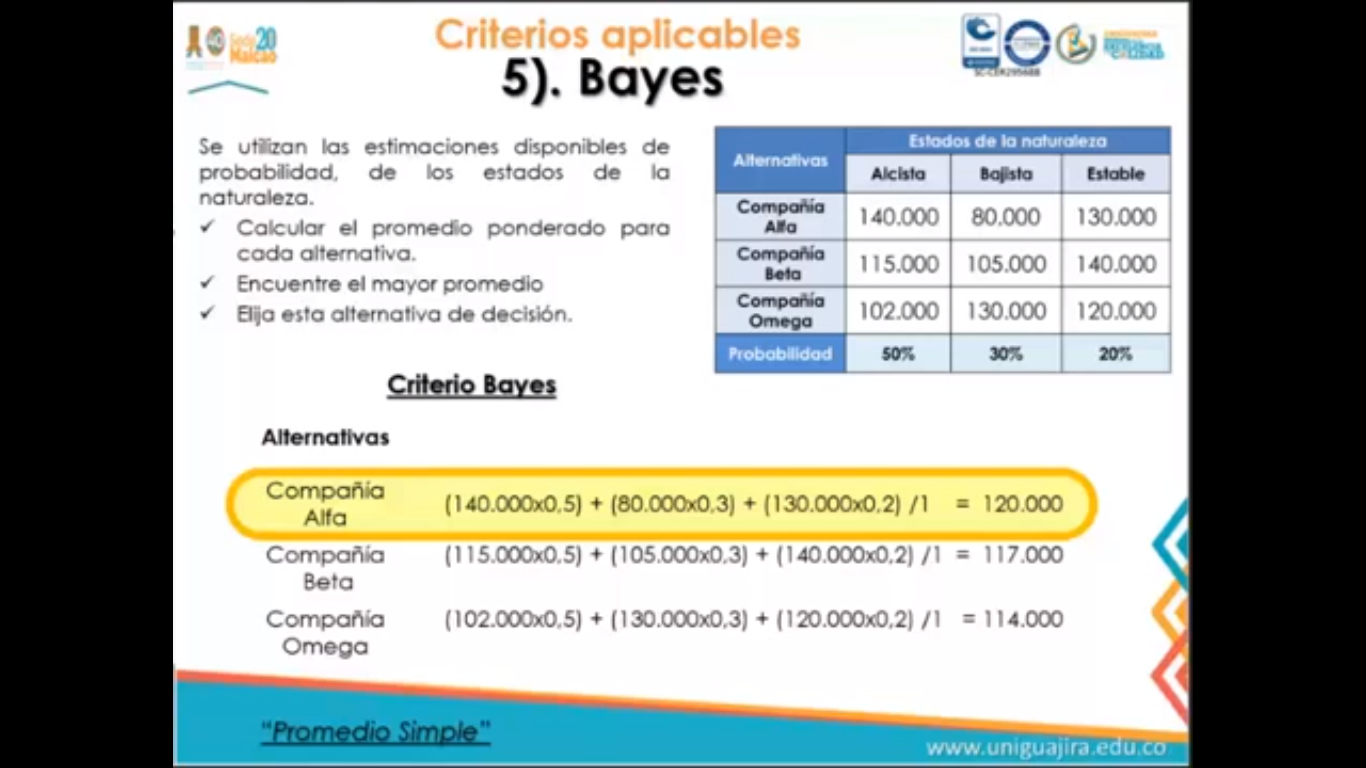 Criterios aplicables
5). Bayes
SC-CER295688
Se utilizan las estimaciones disponibles de
probabilidad, de los estados de la
naturaleza.
✓ Calcular el promedio ponderado para
cada alternativa.
✓ Encuentre el mayor promedio
✓ Elija esta alternativa de decisión.
Alternativas Estados de la naturaleza
Alcista Bajista Estable
Compañía
Alfa 140.000 80.000 130.000
Compañía
Beta 115.000 105.000 140.000
Compañía
Omega 102.000 130.000 120.000
Probabilidad 50% 30% 20%
Criterio Bayes
Alternativas
Compañía
Alfa (140.000x0,5) + (80.000x0,3) + (130.000x0,2) /1 = 120.000
Compañía
Beta (115.000x0,5) + (105.000x0,3) + (140.000x0,2) /1 = 117.000
Compañía
Omega (102.000x0,5) + (130.000x0,3) + (120.000x0,2) /1 = 114.000
"Promedio Simple"
www.uniguajira.edu.co